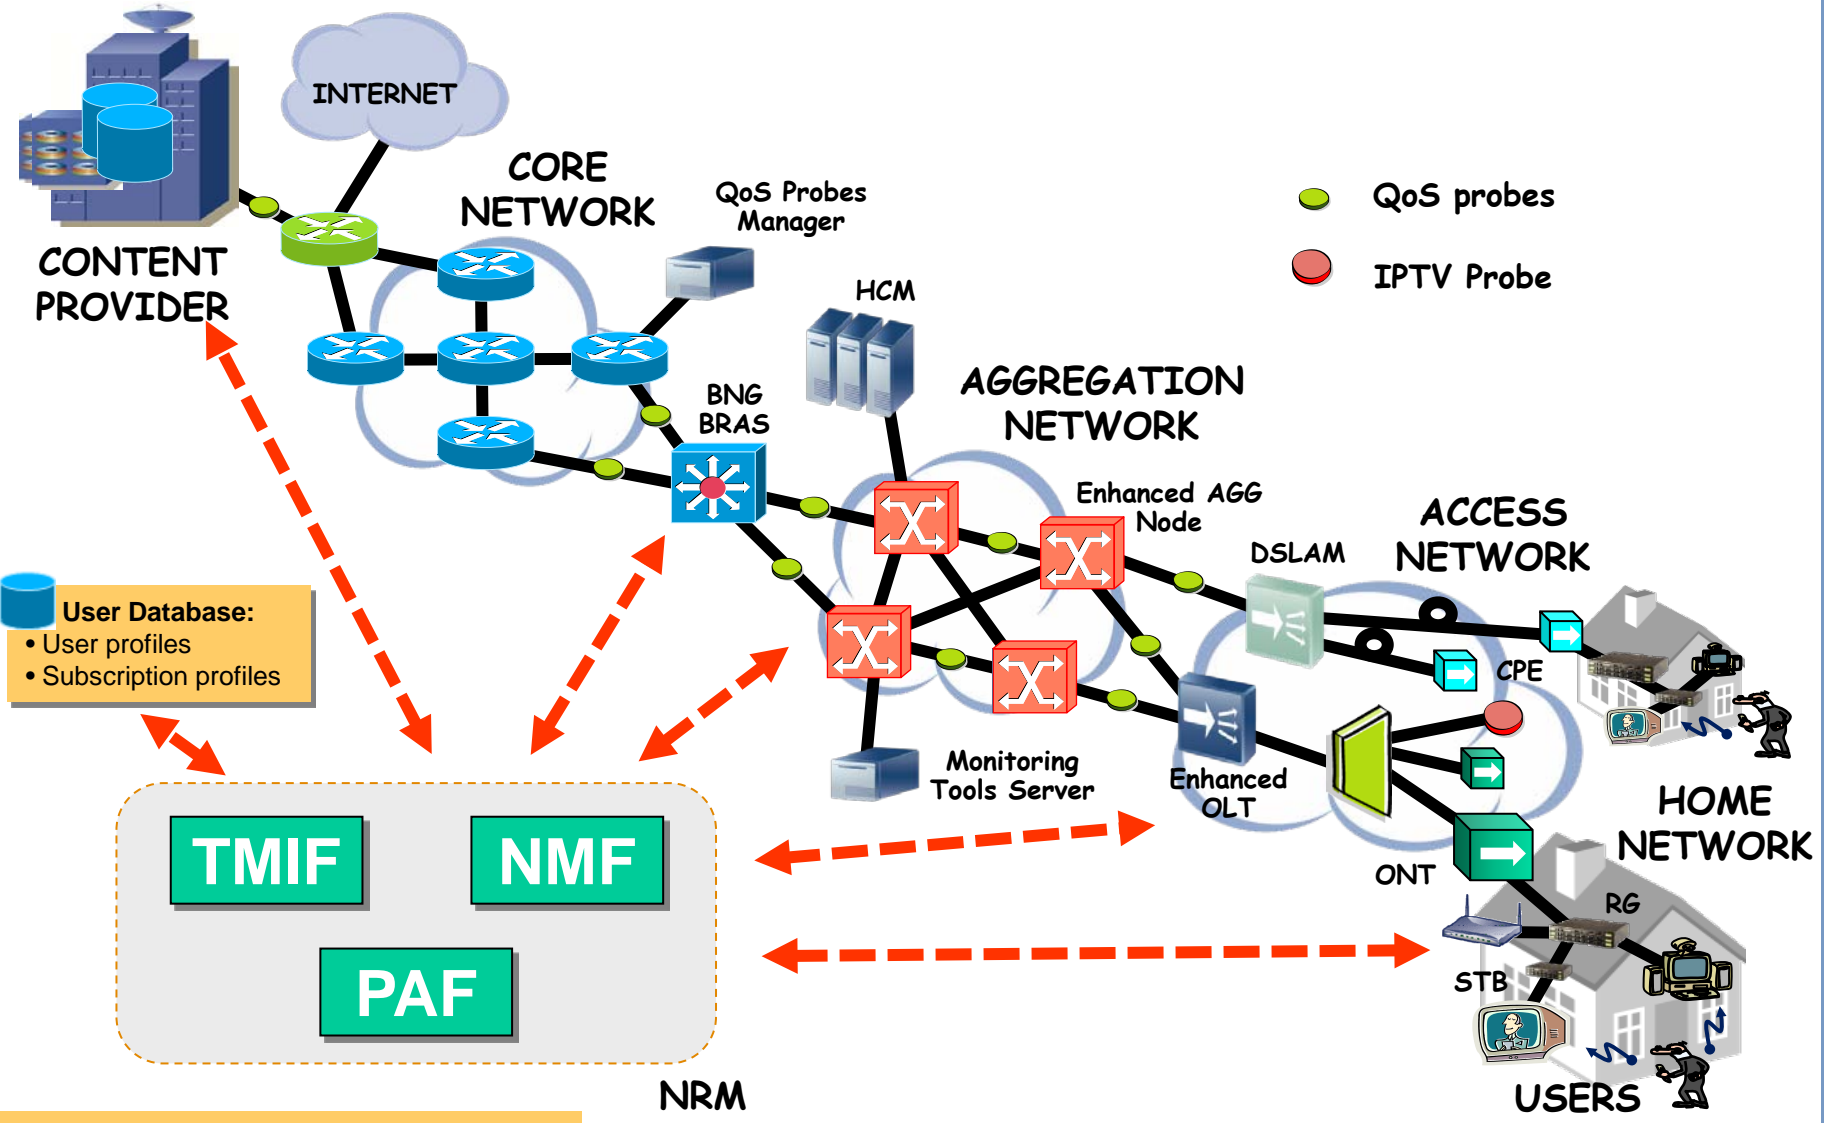 INTERNET
CORE
NETWORK
QoS Probes
Manager
QoS probes
IPTV Probe
CONTENT
PROVIDER
HCM
BNG
BRAS
AGGREGATION
NETWORK
Enhanced AGG
Node
ACCESS
NETWORK
DSLAM
User Database:
• User profiles
• Subscription profiles
CPE
Monitoring
Tools Server
Enhanced
OLT
HOME
NETWORK
TMIF
NMF
ONT
RG
PAF
STB
NRM
USERS